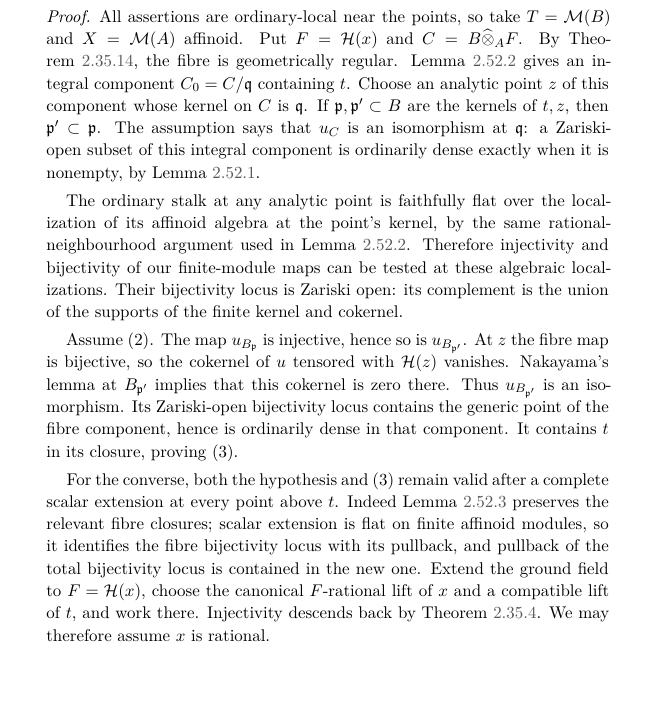 Proof. All assertions are ordinary-local near the points, so take T = ℳ(B)
and X = ℳ(A) affinoid. Put F = ℋ(x) and C = B⊗̂_A F. By Theo-
rem 2.35.14, the fibre is geometrically regular. Lemma 2.52.2 gives an in-
tegral component C₀ = C/𝔮 containing t. Choose an analytic point z of this
component whose kernel on C is 𝔮. If 𝔭, 𝔭′ ⊂ B are the kernels of t, z, then
𝔭′ ⊂ 𝔭. The assumption says that u_C is an isomorphism at 𝔮: a Zariski-
open subset of this integral component is ordinarily dense exactly when it is
nonempty, by Lemma 2.52.1.
The ordinary stalk at any analytic point is faithfully flat over the local-
ization of its affinoid algebra at the point's kernel, by the same rational-
neighbourhood argument used in Lemma 2.52.2. Therefore injectivity and
bijectivity of our finite-module maps can be tested at these algebraic local-
izations. Their bijectivity locus is Zariski open: its complement is the union
of the supports of the finite kernel and cokernel.
Assume (2). The map u_{B_𝔭} is injective, hence so is u_{B_{𝔭′}}. At z the fibre map
is bijective, so the cokernel of u tensored with ℋ(z) vanishes. Nakayama's
lemma at B_{𝔭′} implies that this cokernel is zero there. Thus u_{B_{𝔭′}} is an iso-
morphism. Its Zariski-open bijectivity locus contains the generic point of the
fibre component, hence is ordinarily dense in that component. It contains t
in its closure, proving (3).
For the converse, both the hypothesis and (3) remain valid after a complete
scalar extension at every point above t. Indeed Lemma 2.52.3 preserves the
relevant fibre closures; scalar extension is flat on finite affinoid modules, so
it identifies the fibre bijectivity locus with its pullback, and pullback of the
total bijectivity locus is contained in the new one. Extend the ground field
to F = ℋ(x), choose the canonical F-rational lift of x and a compatible lift
of t, and work there. Injectivity descends back by Theorem 2.35.4. We may
therefore assume x is rational.